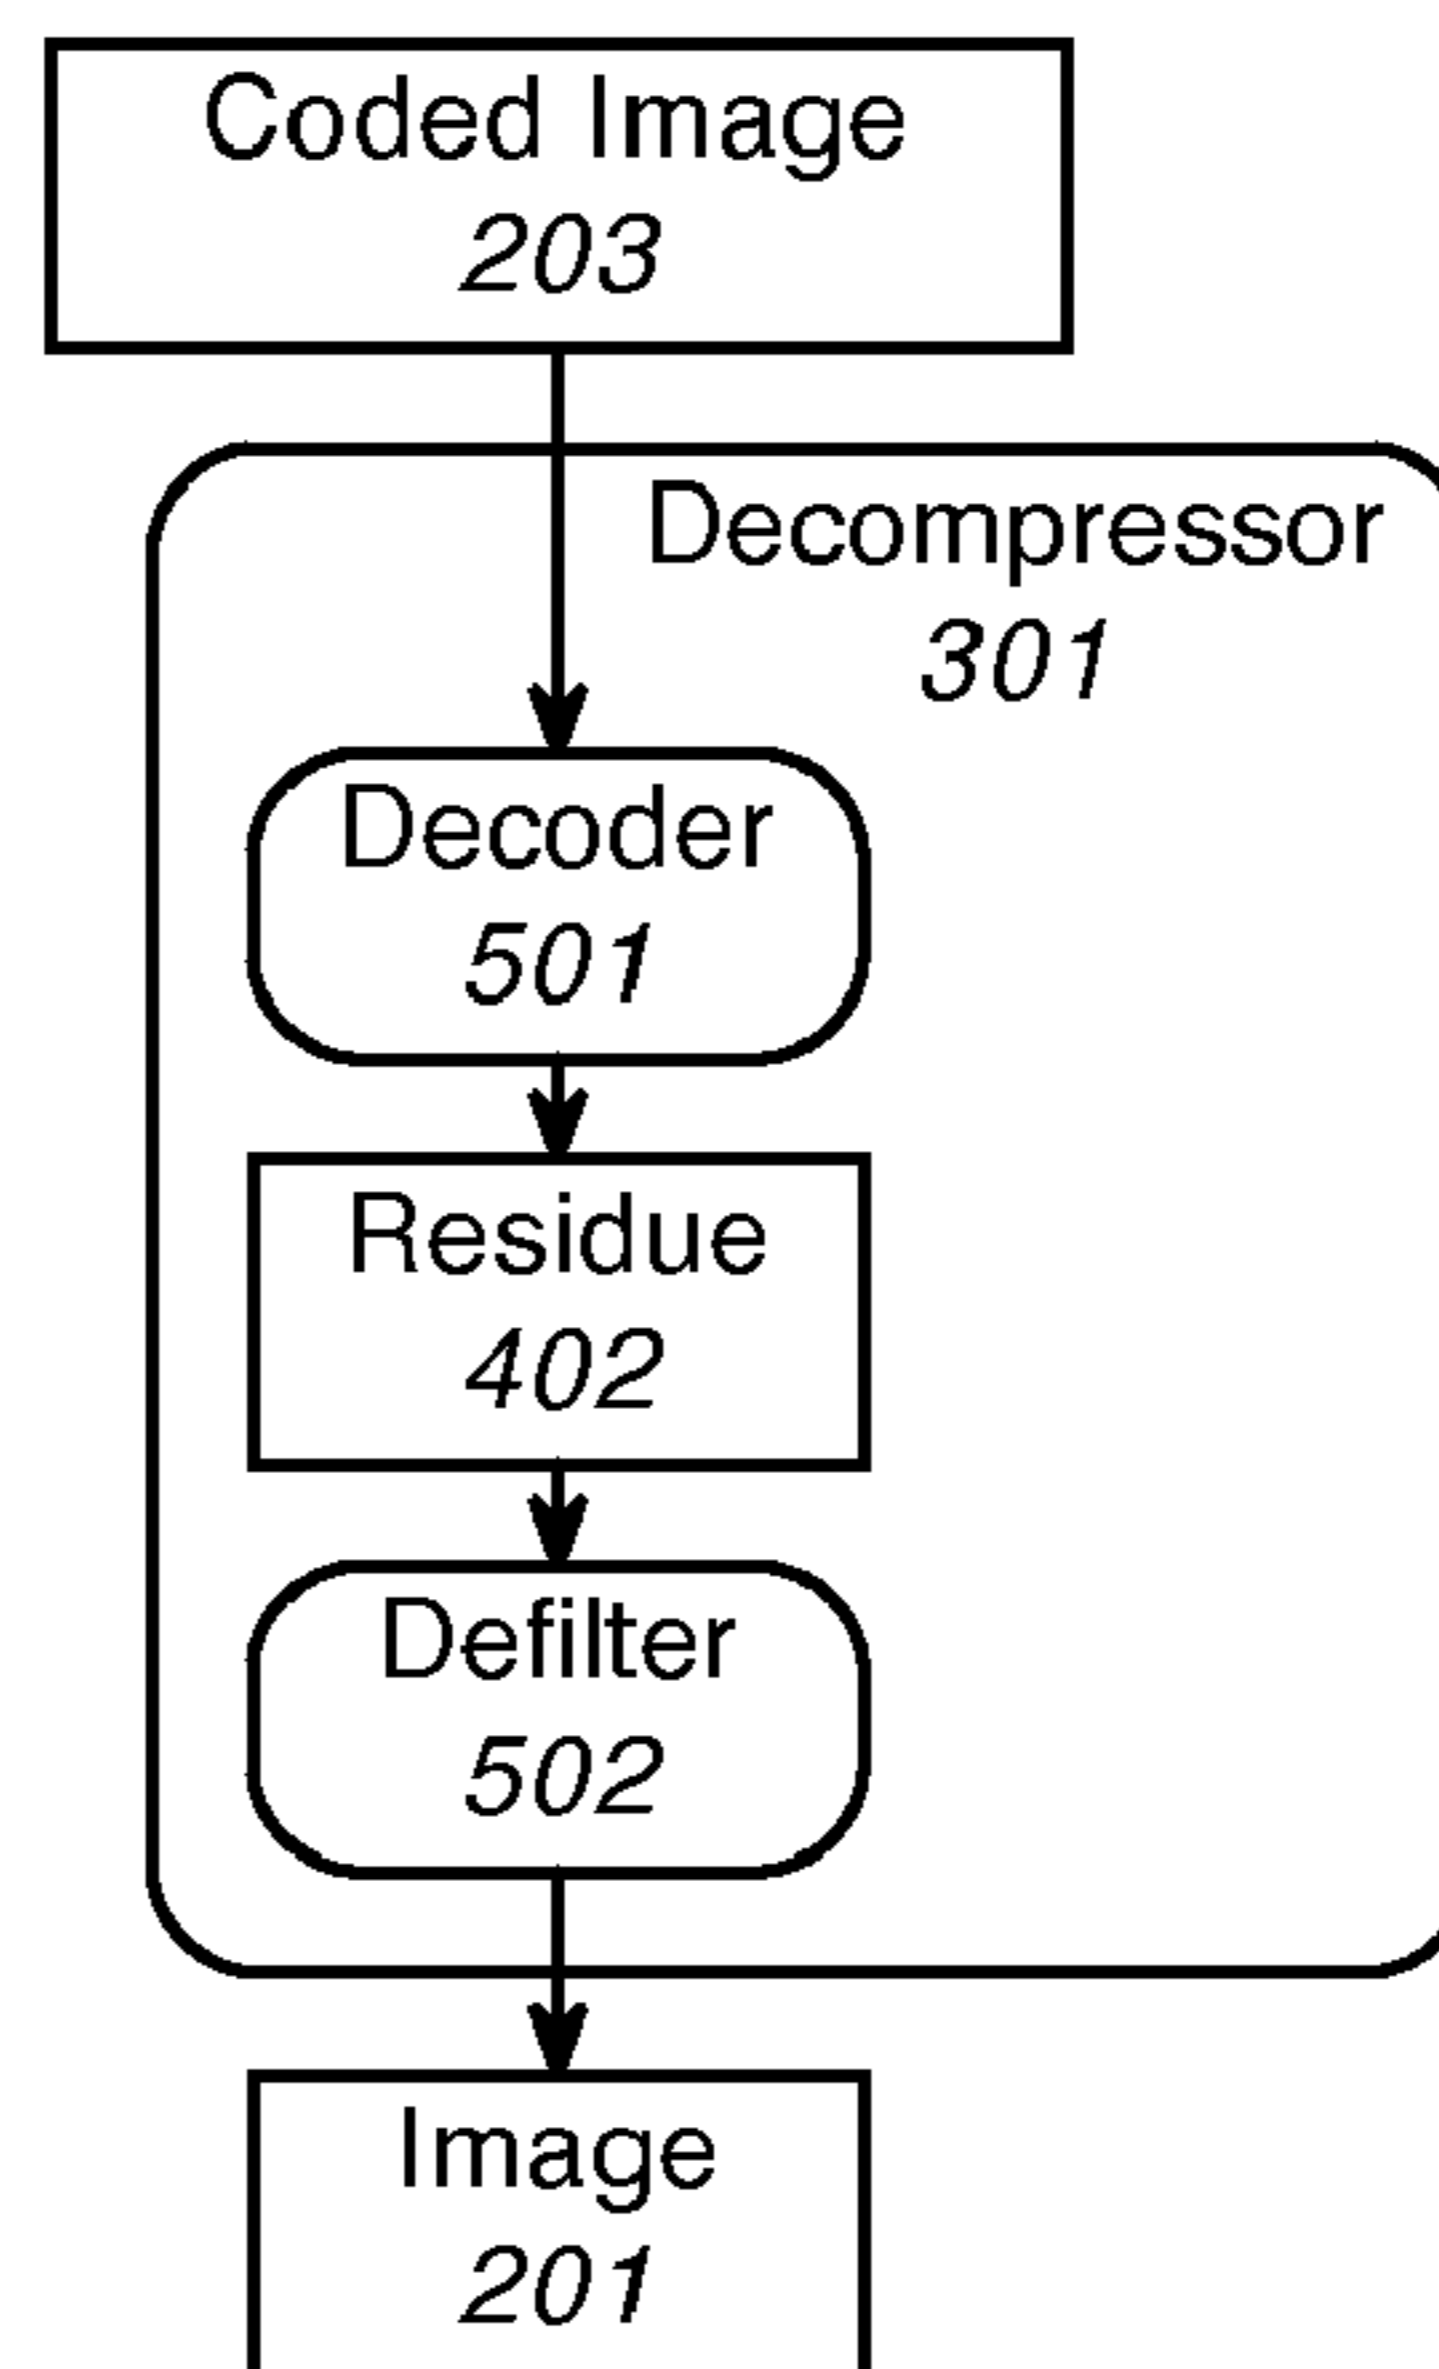 Coded Image
203
Decompressor
301
Decoder
501
Residue
402
Defilter
502
Image
201